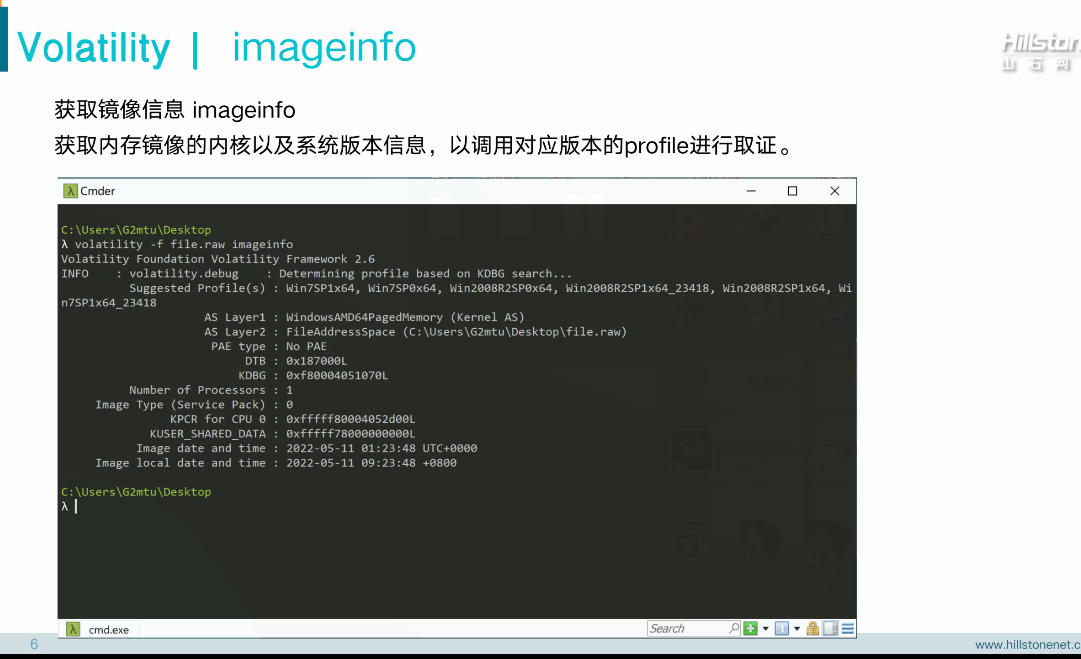 Volatility | imageinfo
Hillston
山石网
获取镜像信息 imageinfo
获取内存镜像的内核以及系统版本信息，以调用对应版本的profile进行取证。
λ Cmder
C:\Users\G2mtu\Desktop
λ volatility -f file.raw imageinfo
Volatility Foundation Volatility Framework 2.6
INFO    : volatility.debug    : Determining profile based on KDBG search...
Suggested Profile(s) : Win7SP1x64, Win7SP0x64, Win2008R2SP0x64, Win2008R2SP1x64_23418, Win2008R2SP1x64, Wi
n7SP1x64_23418
AS Layer1 : WindowsAMD64PagedMemory (Kernel AS)
AS Layer2 : FileAddressSpace (C:\Users\G2mtu\Desktop\file.raw)
PAE type : No PAE
DTB : 0x187000L
KDBG : 0xf80004051070L
Number of Processors : 1
Image Type (Service Pack) : 0
KPCR for CPU 0 : 0xfffff80004052d00L
KUSER_SHARED_DATA : 0xfffff78000000000L
Image date and time : 2022-05-11 01:23:48 UTC+0000
Image local date and time : 2022-05-11 09:23:48 +0800
C:\Users\G2mtu\Desktop
λ
λ cmd.exe
Search
6
www.hillstonenet.c